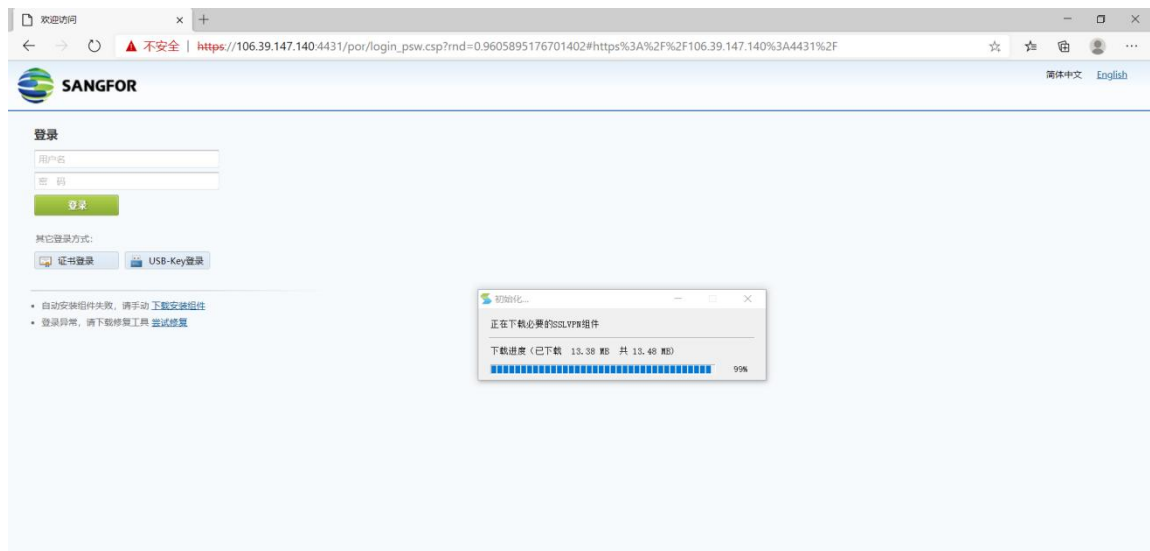 欢迎访问
不安全 | https://106.39.147.140:4431/por/login_psw.csp?rnd=0.9605895176701402#https%3A%2F%2F106.39.147.140%3A4431%2F
SANGFOR
简体中文 English
登录
用户名
密 码
登录
其它登录方式:
证书登录 USB-Key登录
• 自动安装组件失败, 请手动 下载安装组件
• 登录异常, 请下载修复工具 尝试修复
初始化...
正在下载必要的SSLVPN组件
下载进度(已下载 13.38 MB 共 13.48 MB)
99%